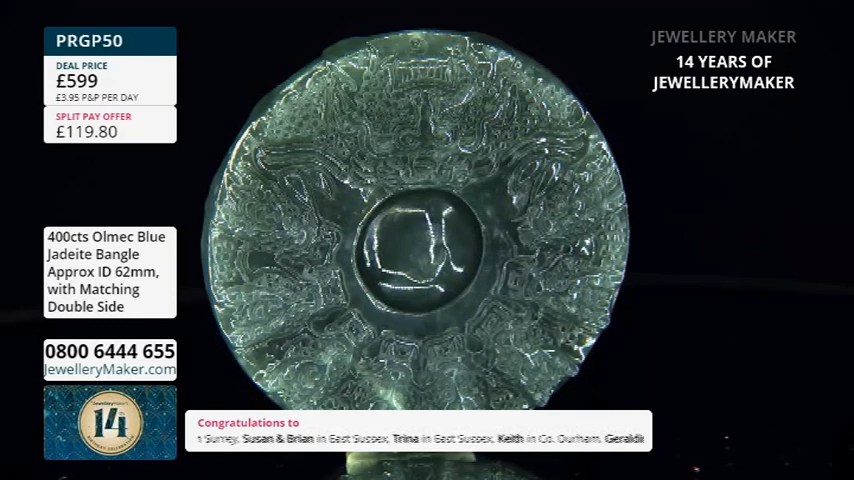 PRGP50
DEAL PRICE
£599
£3.95 P&P PER DAY
SPLIT PAY OFFER
£119.80
JEWELLERY MAKER
14 YEARS OF
JEWELLERYMAKER
400cts Olmec Blue
Jadeite Bangle
Approx ID 62mm,
with Matching
Double Side
0800 6444 655
JewelleryMaker.com
14
Congratulations to
Surrey, Susan & Brian in East Sussex, Trina in East Sussex, Keith in Co. Durham,